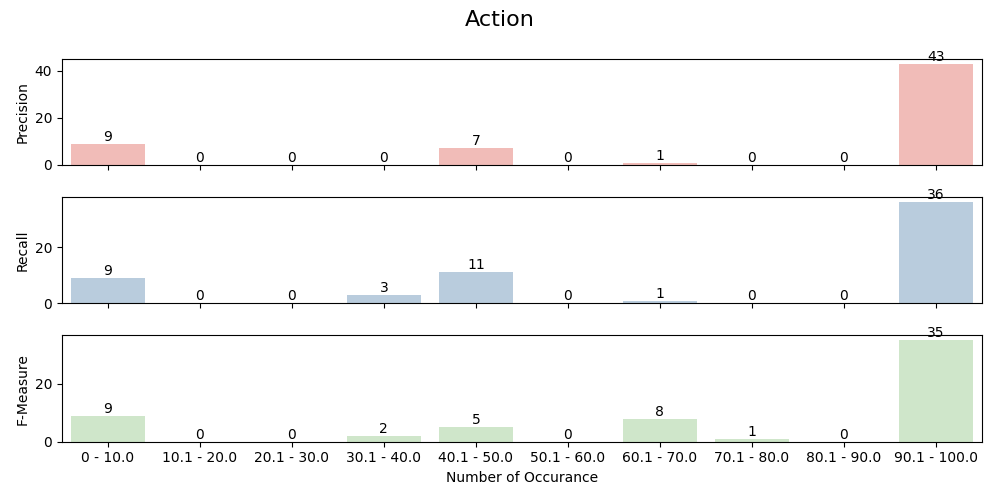 Action
Precision
40
20
0
9 0 0 0 7 0 1 0 0 43
Recall
20
0
9 0 0 3 11 0 1 0 0 36
F-Measure
20
0
9 0 0 2 5 0 8 1 0 35
0 - 10.0 10.1 - 20.0 20.1 - 30.0 30.1 - 40.0 40.1 - 50.0 50.1 - 60.0 60.1 - 70.0 70.1 - 80.0 80.1 - 90.0 90.1 - 100.0
Number of Occurance